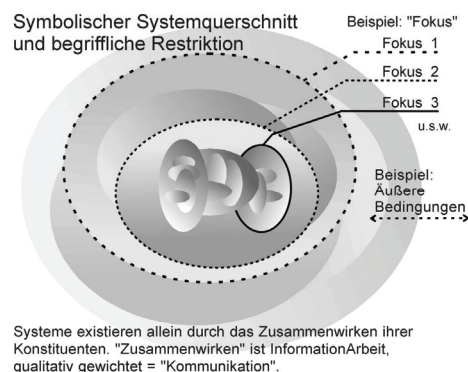 Symbolischer Systemquerschnitt
und begriffliche Restriktion
Beispiel: "Fokus"
Fokus 1
Fokus 2
Fokus 3
u.s.w.
Beispiel:
Äußere
Bedingungen
Systeme existieren allein durch das Zusammenwirken ihrer
Konstituenten. "Zusammenwirken" ist InformationArbeit,
qualitativ gewichtet = "Kommunikation".